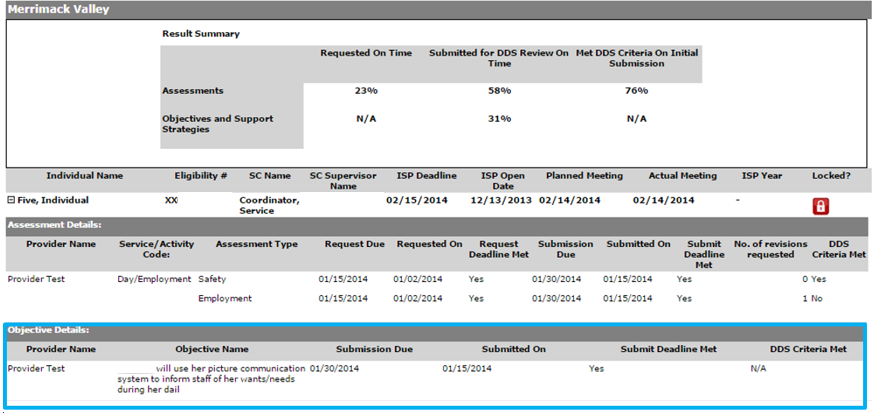 Merrimack Valley
Result Summary
Requested On Time Submitted for DDS Review On Time Met DDS Criteria On Initial Submission
Assessments 23% 58% 76%
Objectives and Support Strategies N/A 31% N/A
Individual Name Eligibility # SC Name SC Supervisor Name ISP Deadline ISP Open Date Planned Meeting Actual Meeting ISP Year Locked?
Five, Individual XX Coordinator, Service 02/15/2014 12/13/2013 02/14/2014 02/14/2014 -
Assessment Details:
Provider Name Service/Activity Code: Assessment Type Request Due Requested On Request Deadline Met Submission Due Submitted On Submit Deadline Met No. of revisions requested DDS Criteria Met
Provider Test Day/Employment Safety 01/15/2014 01/02/2014 Yes 01/30/2014 01/15/2014 Yes 0 Yes
Employment 01/15/2014 01/02/2014 Yes 01/30/2014 01/15/2014 Yes 1 No
Objective Details:
Provider Name Objective Name Submission Due Submitted On Submit Deadline Met DDS Criteria Met
Provider Test ______ will use her picture communication 01/30/2014 01/15/2014 Yes N/A
system to inform staff of her wants/needs
during her dail